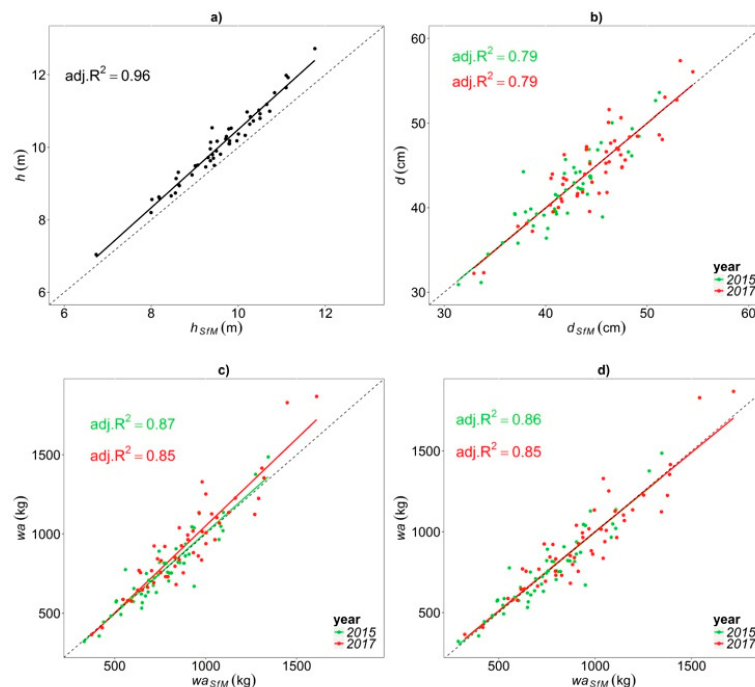 a)
adj.R² = 0.96
h (m)
12
10
8
6
6
8
10
12
h_SfM (m)
b)
adj.R² = 0.79
adj.R² = 0.79
d (cm)
60
50
40
30
30
40
50
60
d_SfM (cm)
year
2015
2017
c)
adj.R² = 0.87
adj.R² = 0.85
wa (kg)
1500
1000
500
500
1000
1500
wa_SfM (kg)
year
2015
2017
d)
adj.R² = 0.86
adj.R² = 0.85
wa (kg)
1500
1000
500
500
1000
1500
wa_SfM (kg)
year
2015
2017